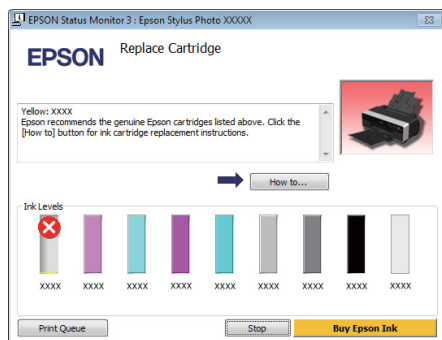 EPSON Status Monitor 3 : Epson Stylus Photo XXXXX
EPSON
Replace Cartridge
Yellow: XXXX
Epson recommends the genuine Epson cartridges listed above. Click the
[How to] button for ink cartridge replacement instructions.
How to...
Ink Levels
XXXX XXXX XXXX XXXX XXXX XXXX XXXX XXXX XXXX
Print Queue Stop Buy Epson Ink